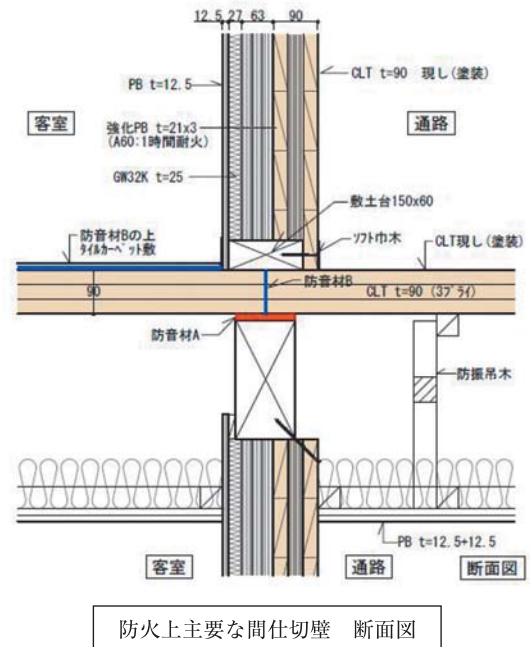 12.5 27 63 90
PB t=12.5
CLT t=90 現し(塗装)
客室
通路
強化PB t=21x3
(A60:1時間耐火)
GW32K t=25
敷土台150x60
防音材Bの上
タイルカーペット敷
ソフト巾木
CLT現し(塗装)
90
防音材B
CLT t=90 (3プライ)
防音材A
防振吊木
PB t=12.5+12.5
客室
通路
断面図
防火上主要な間仕切壁 断面図